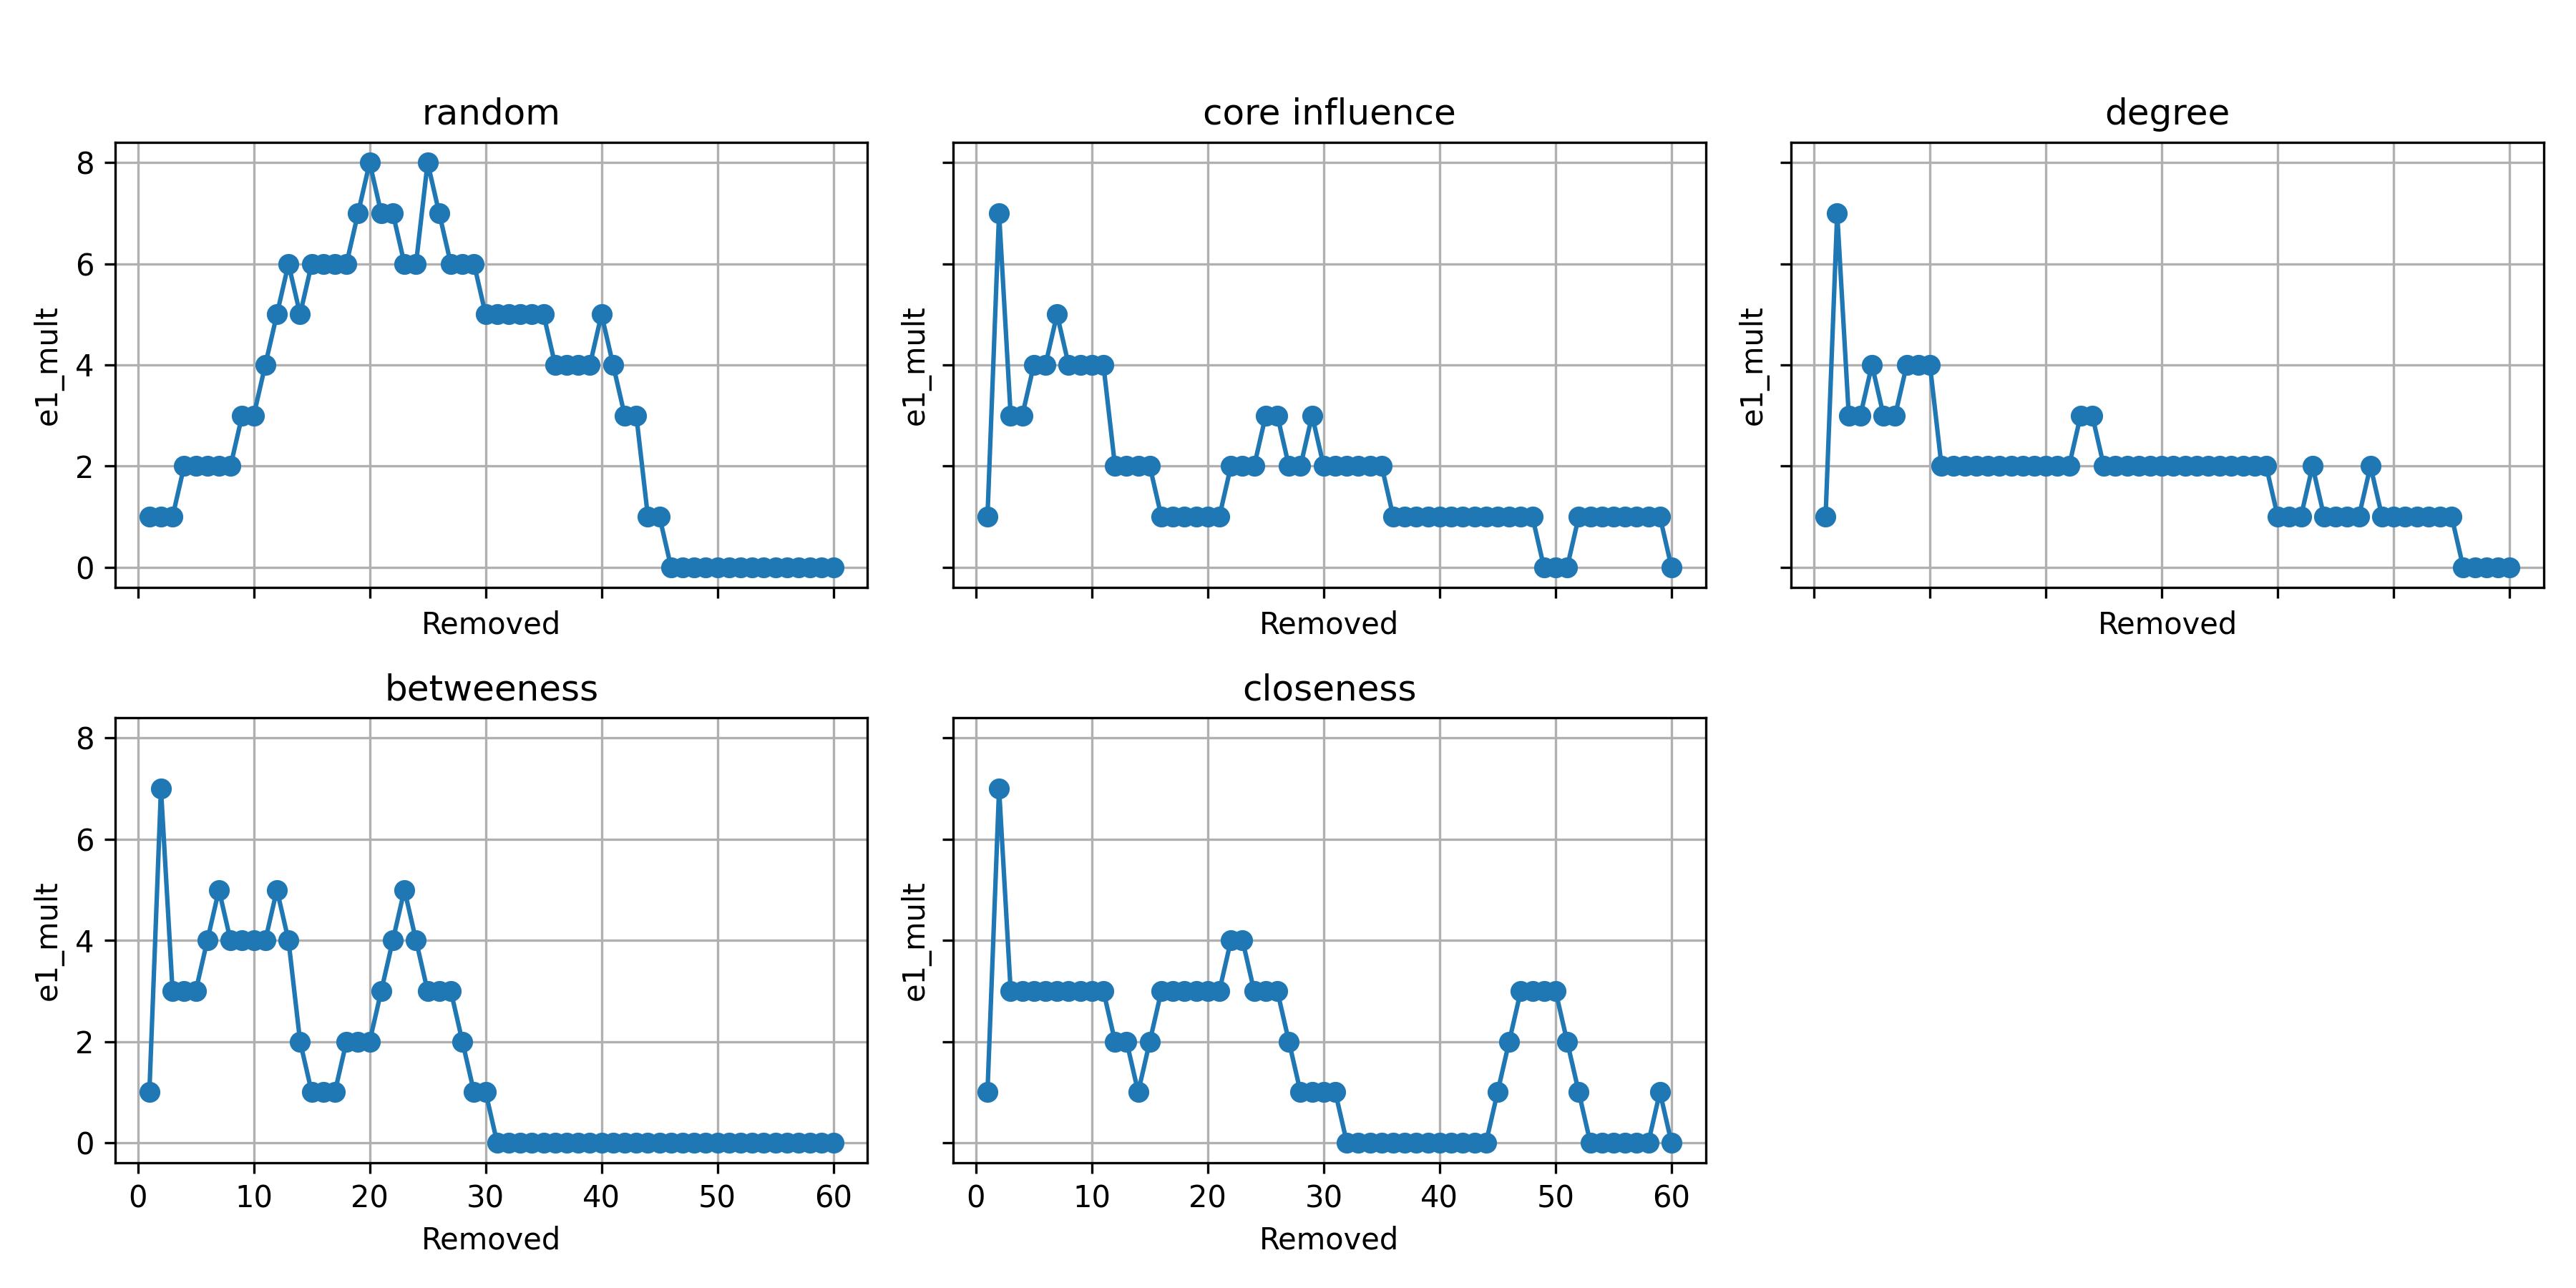 random
8
6
4
2
0
e1_mult
Removed
core influence
e1_mult
Removed
degree
e1_mult
Removed
betweeness
8
6
4
2
0
e1_mult
0 10 20 30 40 50 60
Removed
closeness
e1_mult
0 10 20 30 40 50 60
Removed